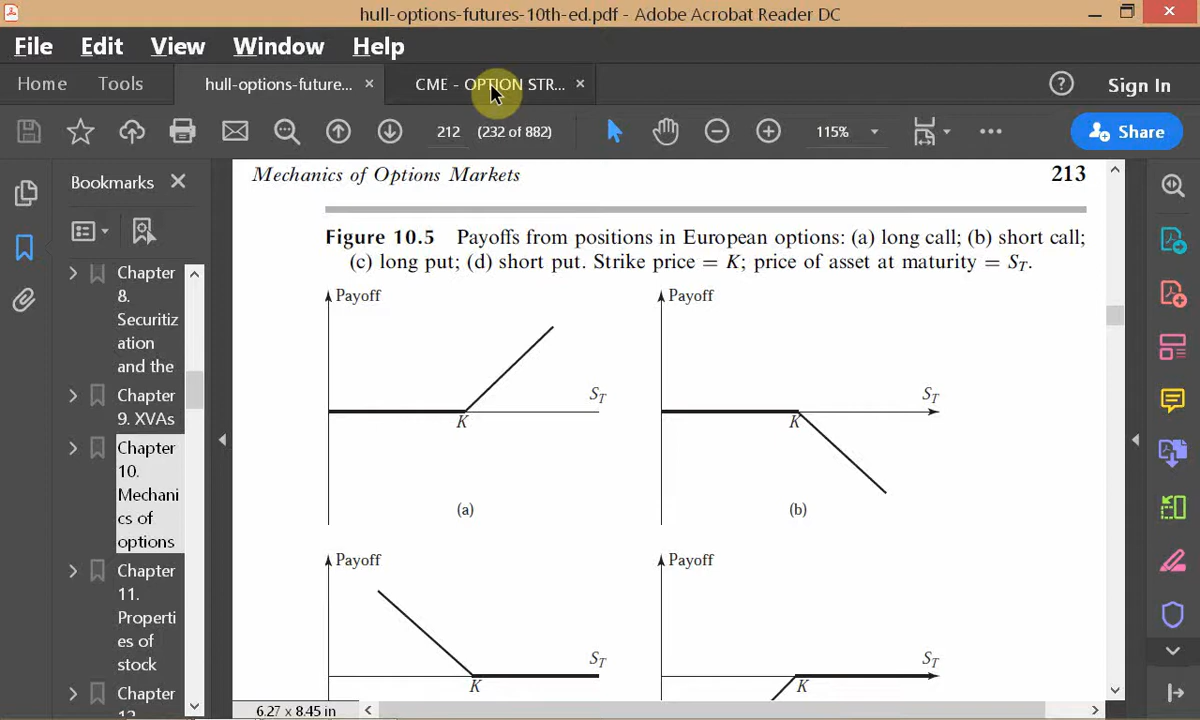 hull-options-futures-10th-ed.pdf - Adobe Acrobat Reader DC
File Edit View Window Help
Home Tools hull-options-future... CME - OPTION STR... Sign In
212 (232 of 882) 115% Share
Bookmarks
Chapter
8.
Securitiz
ation
and the
Chapter
9. XVAs
Chapter
10.
Mechani
cs of
options
Chapter
11.
Properti
es of
stock
Chapter
Mechanics of Options Markets 213
Figure 10.5 Payoffs from positions in European options: (a) long call; (b) short call;
(c) long put; (d) short put. Strike price = K; price of asset at maturity = S_T.
Payoff
S_T
K
(a)
Payoff
S_T
K
(b)
Payoff
S_T
K
Payoff
S_T
K
6.27 x 8.45 in